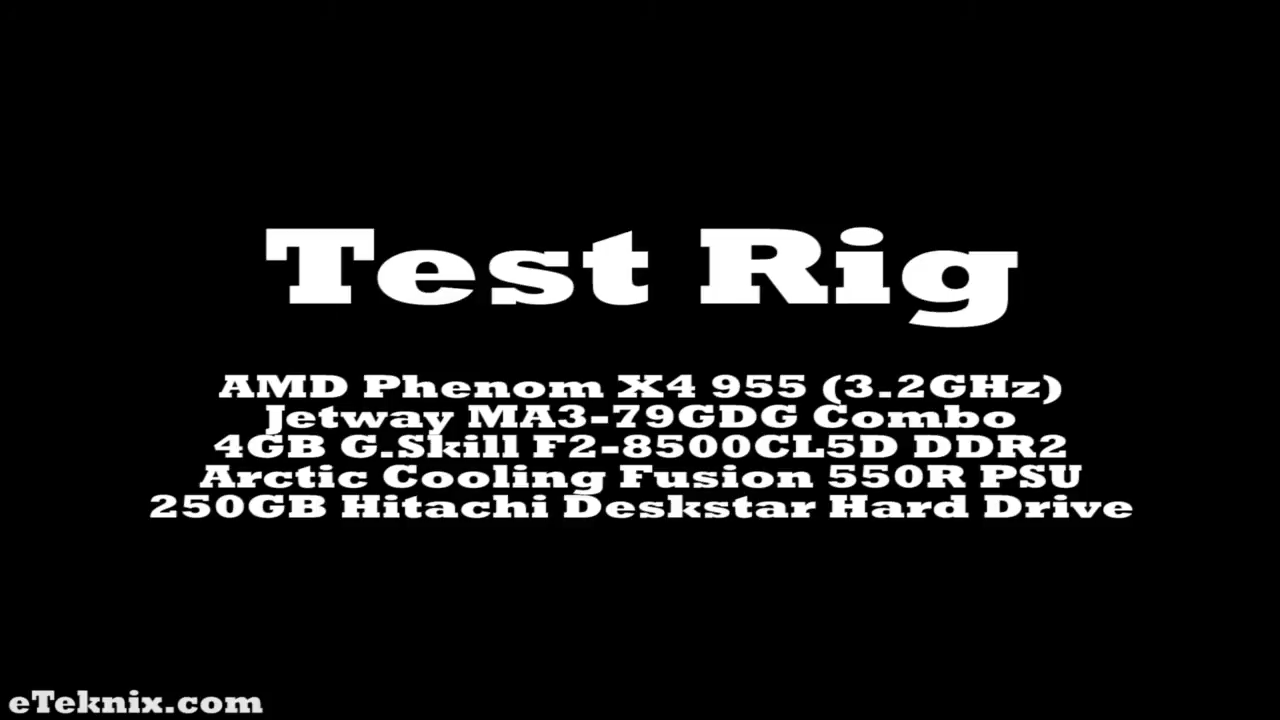 Test Rig
AMD Phenom X4 955 (3.2GHz)
Jetway MA3-79GDG Combo
4GB G.Skill F2-8500CL5D DDR2
Arctic Cooling Fusion 550R PSU
250GB Hitachi Deskstar Hard Drive
eTeknix.com